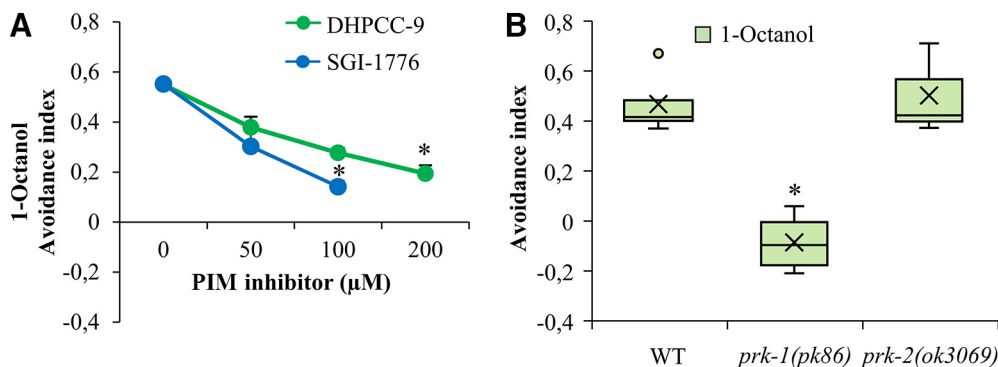 A
1-Octanol
Avoidance index
0,8
0,6
0,4
0,2
0
-0,2
-0,4
DHPCC-9
SGI-1776
*
*
0 50 100 200
PIM inhibitor (µM)
B
Avoidance index
0,8
0,6
0,4
0,2
0
-0,2
-0,4
1-Octanol
*
WT prk-1(pk86) prk-2(ok3069)